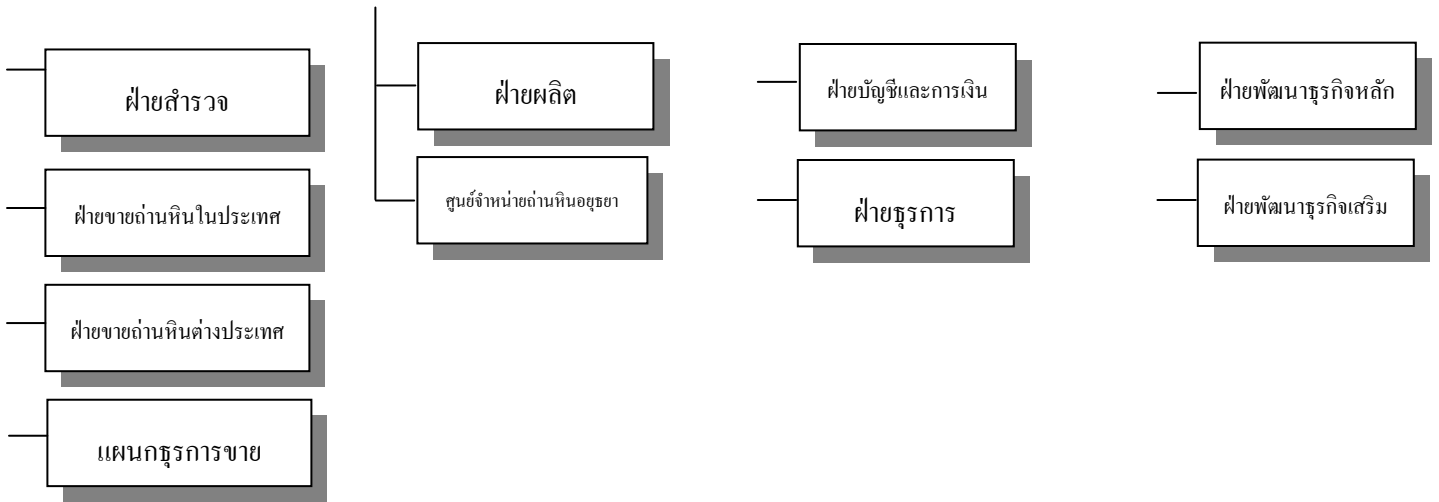 ฝ่ายสำรวจ
ฝ่ายขายถ่านหินในประเทศ
ฝ่ายขายถ่านหินต่างประเทศ
แผนกธุรการขาย
ฝ่ายผลิต
ศูนย์จำหน่ายถ่านหินอยุธยา
ฝ่ายบัญชีและการเงิน
ฝ่ายธุรการ
ฝ่ายพัฒนาธุรกิจหลัก
ฝ่ายพัฒนาธุรกิจเสริม